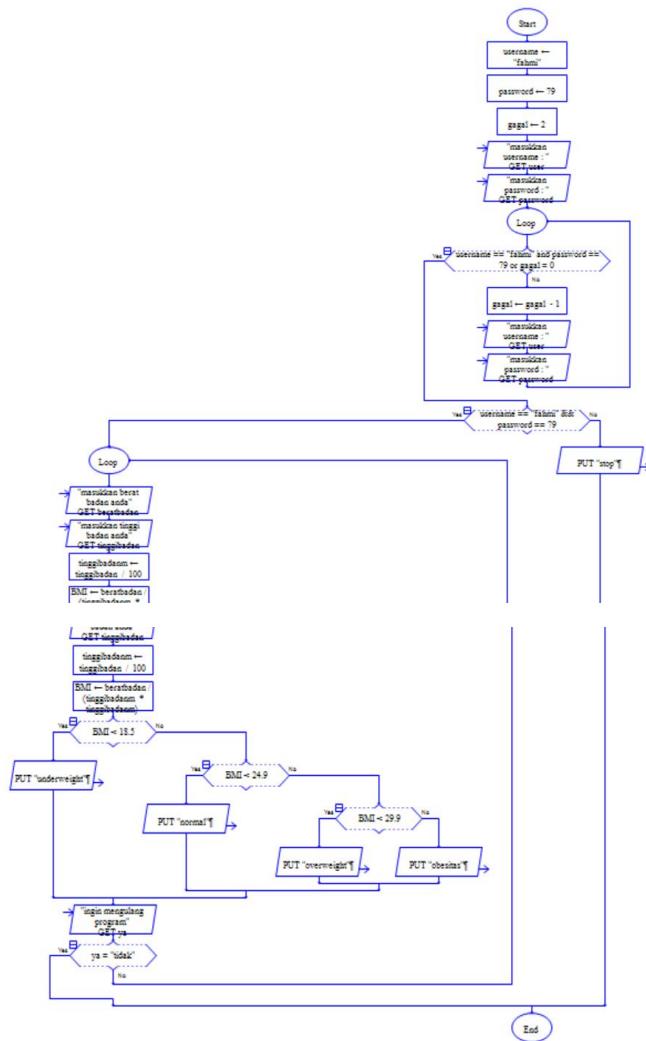 Start
username ←
"fahmi"
password ← 79
gagal ← 2
"masukkan
username : "
GET user
"masukkan
password : "
GET password
Loop
Yes
username == "fahmi" and password ==
79 or gagal = 0
No
gagal ← gagal - 1
"masukkan
username : "
GET user
"masukkan
password : "
GET password
Yes
username == "fahmi" &&
password == 79
No
Loop
PUT "stop"¶
"masukkan berat
badan anda"
GET beratbadan
"masukkan tinggi
badan anda"
GET tinggibadan
tinggibadanm ←
tinggibadan / 100
BMI ← beratbadan /
(tinggibadanm *
badan anda
GET tinggibadan
tinggibadanm ←
tinggibadan / 100
BMI ← beratbadan /
(tinggibadanm *
tinggibadanm)
Yes
BMI < 18.5
No
PUT "underweight"¶
Yes
BMI < 24.9
No
PUT "normal"¶
Yes
BMI < 29.9
No
PUT "overweight"¶
PUT "obesitas"¶
"ingin mengulang
program"
GET ya
Yes
ya = "tidak"
No
End